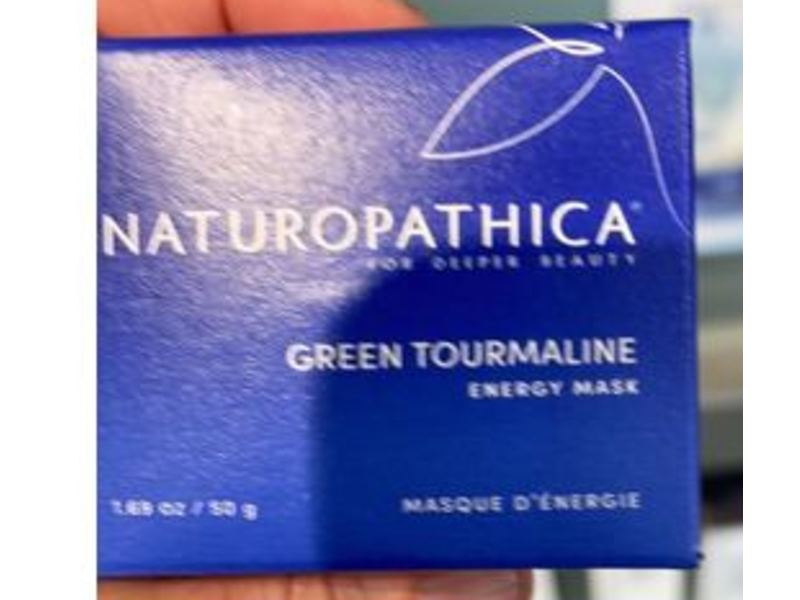 NATUROPATHICA®
FOR DEEPER BEAUTY
GREEN TOURMALINE
ENERGY MASK
1.69 oz // 50 g
MASQUE D'ÉNERGIE